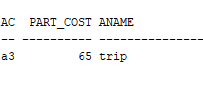 AC PART_COST ANAME
-- ---------- ---------------
a3 65 trip